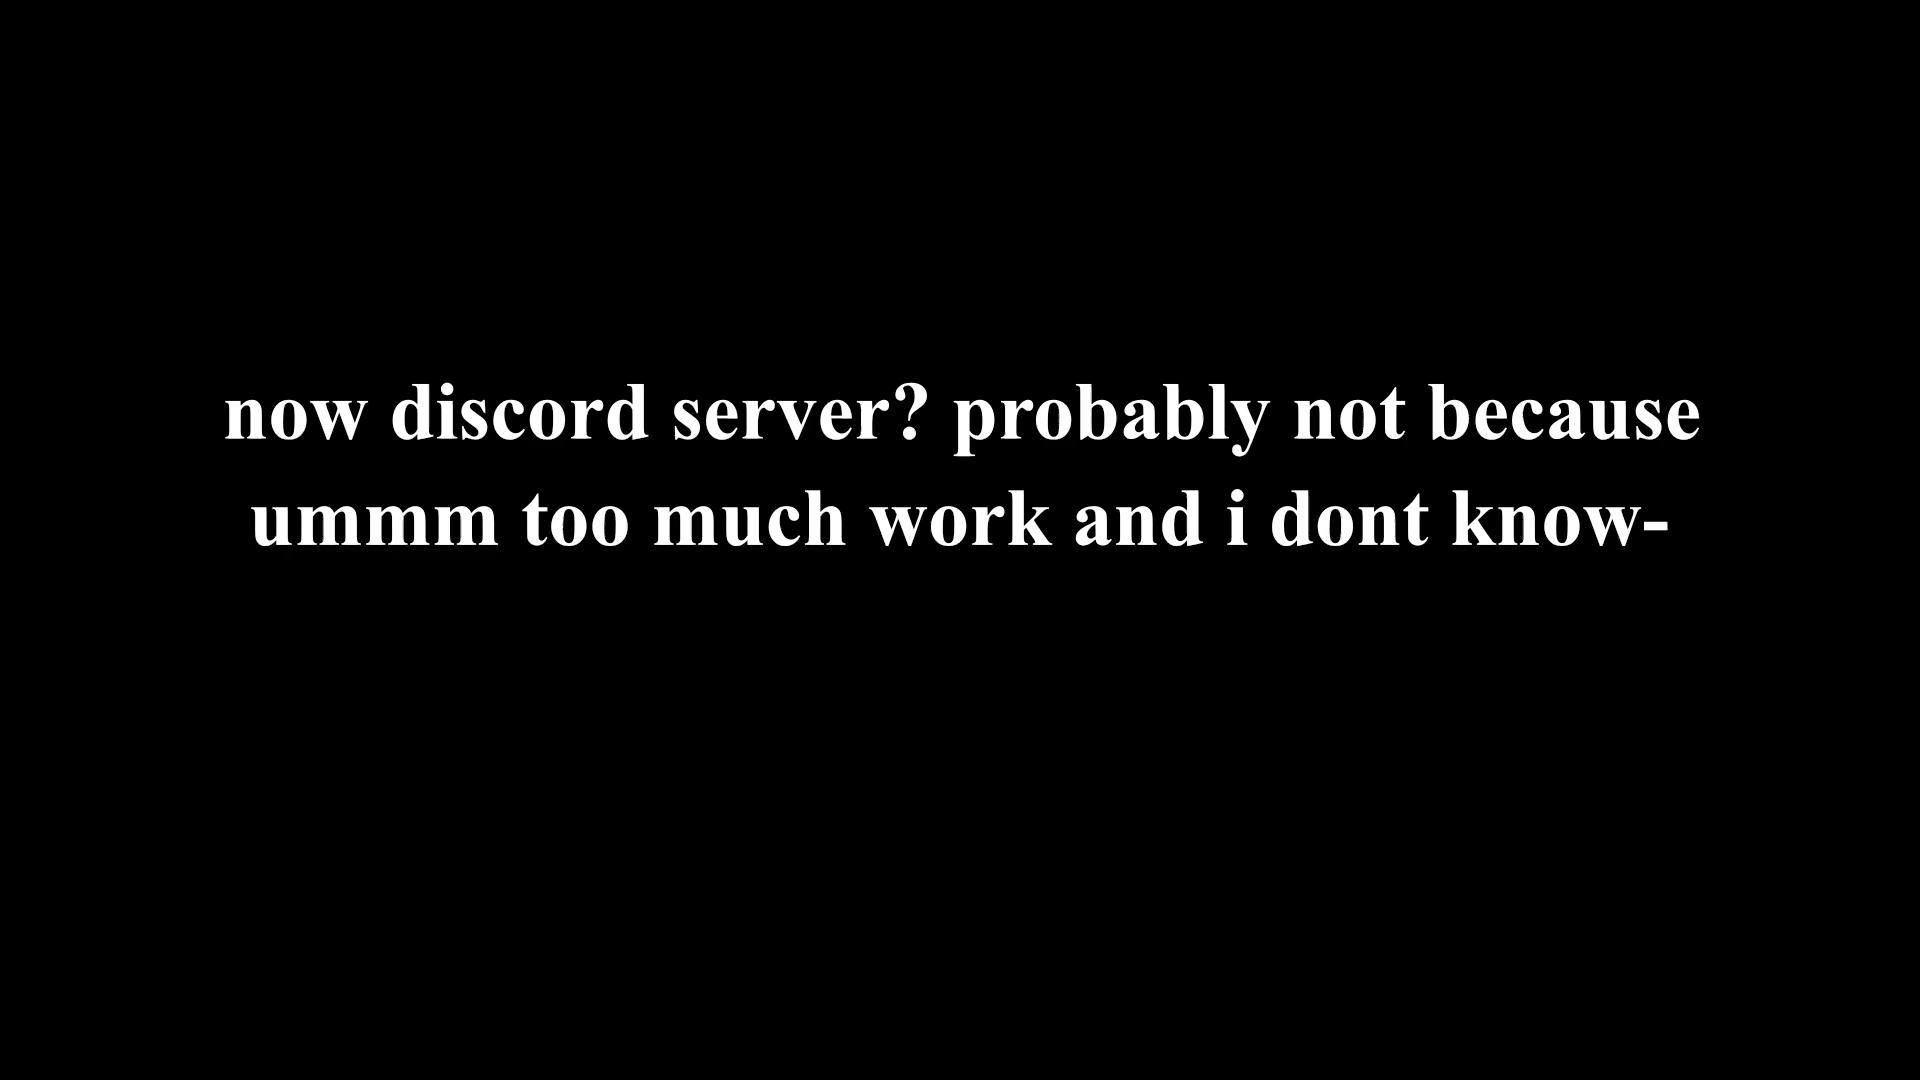 now discord server? probably not because
ummm too much work and i dont know-